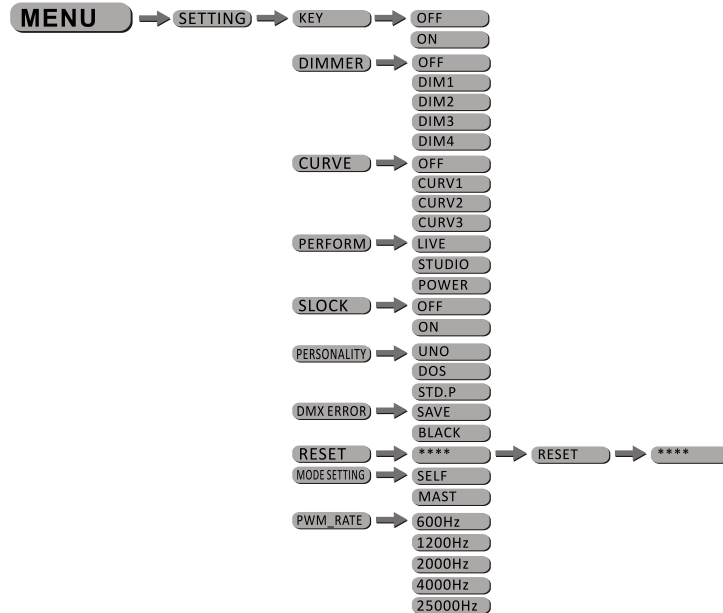 MENU SETTING KEY OFF
ON
DIMMER OFF
DIM1
DIM2
DIM3
DIM4
CURVE OFF
CURV1
CURV2
CURV3
PERFORM LIVE
STUDIO
POWER
SLOCK OFF
ON
PERSONALITY UNO
DOS
STD.P
DMX ERROR SAVE
BLACK
RESET **** RESET ****
MODE SETTING SELF
MAST
PWM_RATE 600Hz
1200Hz
2000Hz
4000Hz
25000Hz